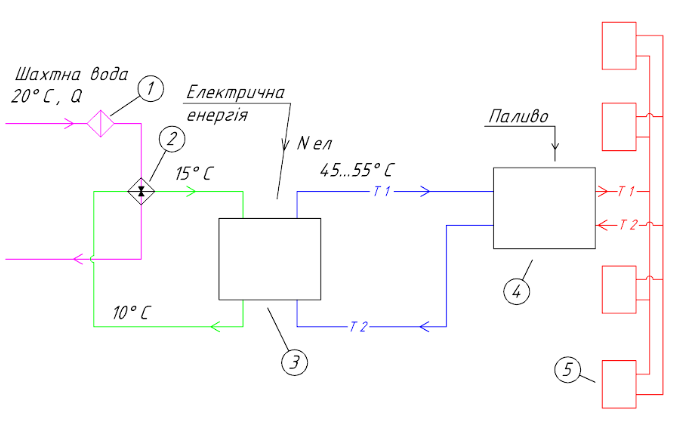 Шахтна вода
20° C , Q
1
2
Електрична
енергія
N ел
15° C
45...55° C
Паливо
T 1
T 1
T 2
4
10° C
T 2
3
5